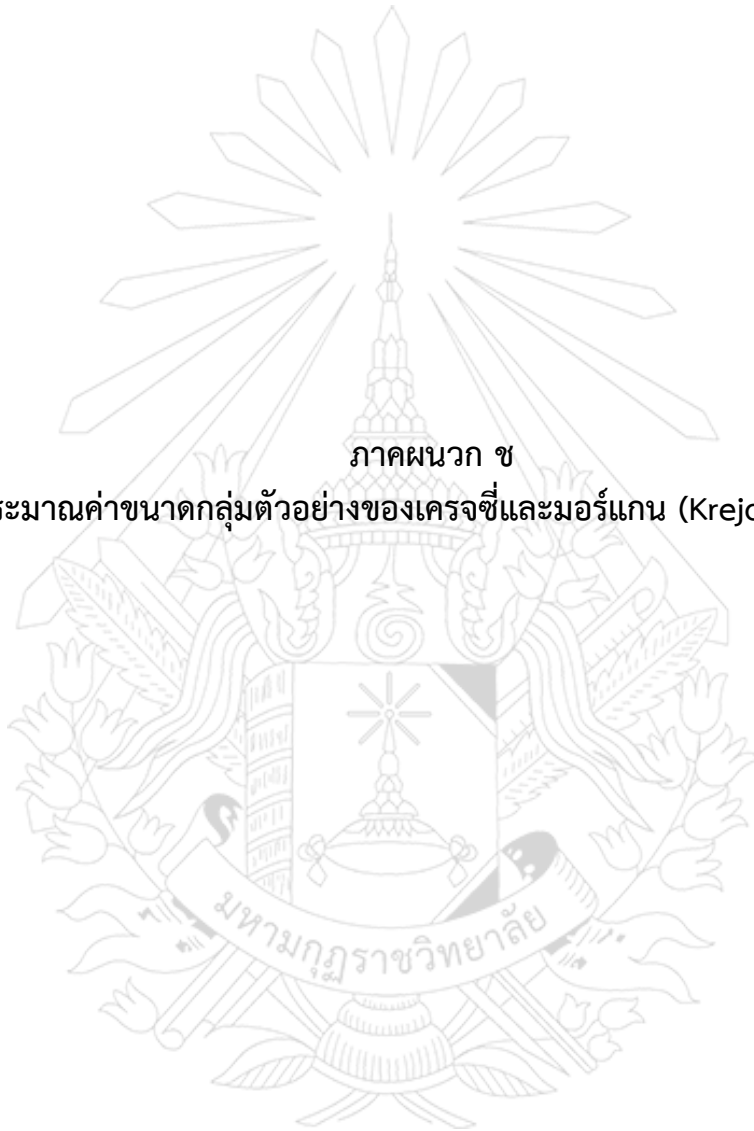 ภาคผนวก ช
ะมาณค่าขนาดกลุ่มตัวอย่างของเครจซี่และมอร์แกน (Krejc
มหามกุฏราชวิทยาลัย